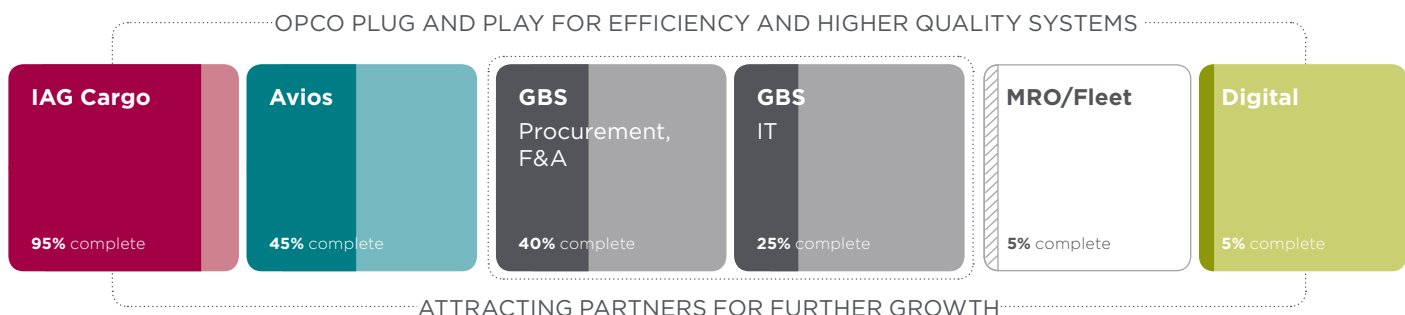 OPCO PLUG AND PLAY FOR EFFICIENCY AND HIGHER QUALITY SYSTEMS
IAG Cargo
95% complete
Avios
45% complete
GBS
Procurement,
F&A
40% complete
GBS
IT
25% complete
MRO/Fleet
5% complete
Digital
5% complete
ATTRACTING PARTNERS FOR FURTHER GROWTH